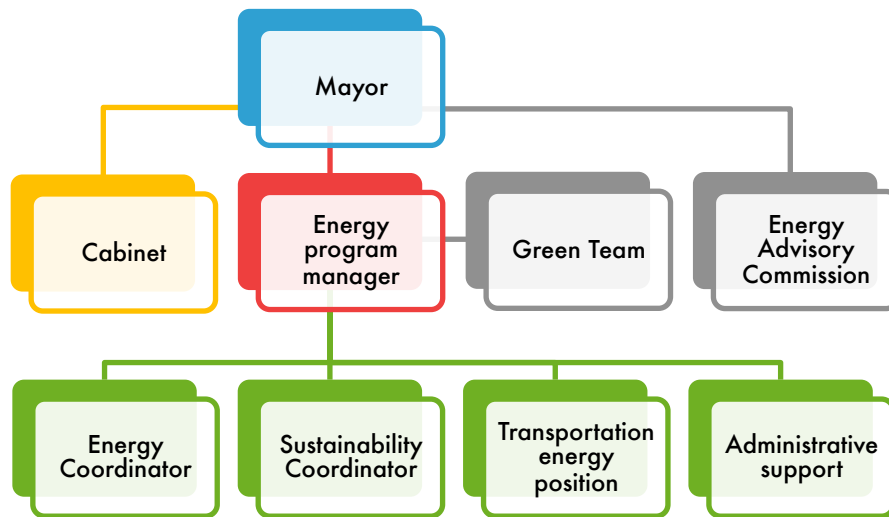 Mayor
Cabinet
Energy
program
manager
Green Team
Energy
Advisory
Commission
Energy
Coordinator
Sustainability
Coordinator
Transportation
energy
position
Administrative
support